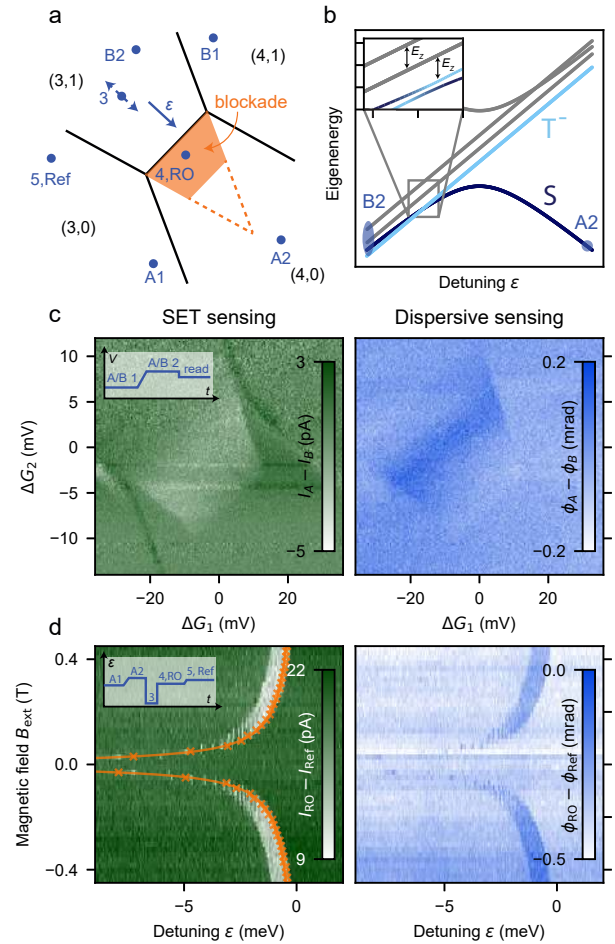 a
B2
B1
(4,1)
(3,1)
3
ε
blockade
4,RO
5,Ref
(3,0)
A1
A2
(4,0)
b
Eigenenergy
E_z
E_z
T⁻
S
B2
A2
Detuning ε
c
SET sensing
Dispersive sensing
V
A/B 1
A/B 2
read
t
10
5
0
−5
−10
ΔG₂ (mV)
3
I_A − I_B (pA)
−5
0.2
ϕ_A − ϕ_B (mrad)
−0.2
−20
0
20
−20
0
20
ΔG₁ (mV)
ΔG₁ (mV)
d
ε
A1
A2
3
4,RO
5, Ref
t
0.4
0.0
−0.4
Magnetic field B_ext (T)
22
I_RO − I_Ref (pA)
9
0.0
ϕ_RO − ϕ_Ref (mrad)
−0.5
−5
0
−5
0
Detuning ε (meV)
Detuning ε (meV)